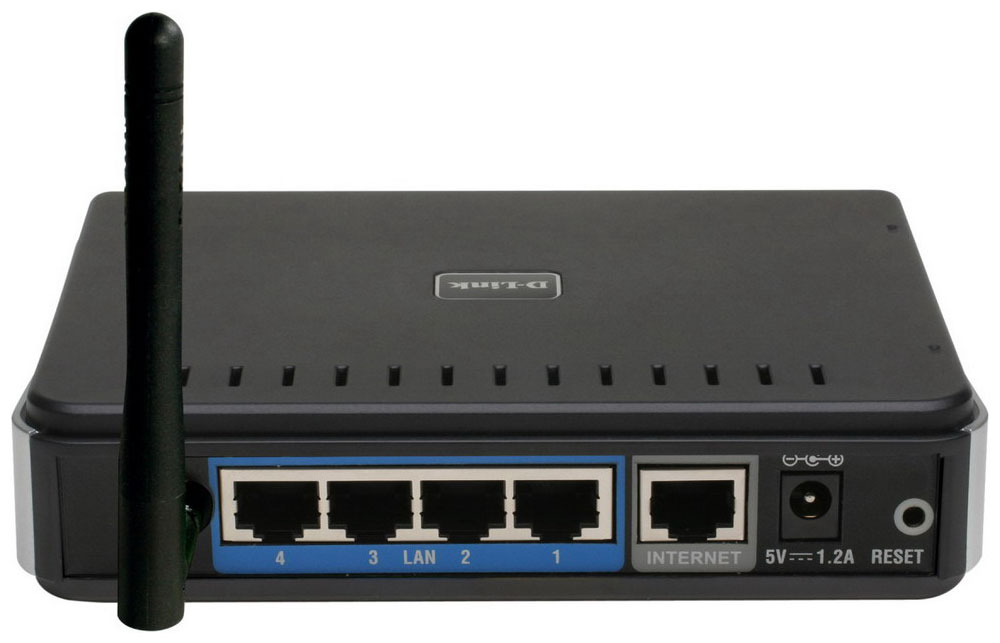 D-Link
4 3 LAN 2 1
INTERNET
5V⎓1.2A
RESET